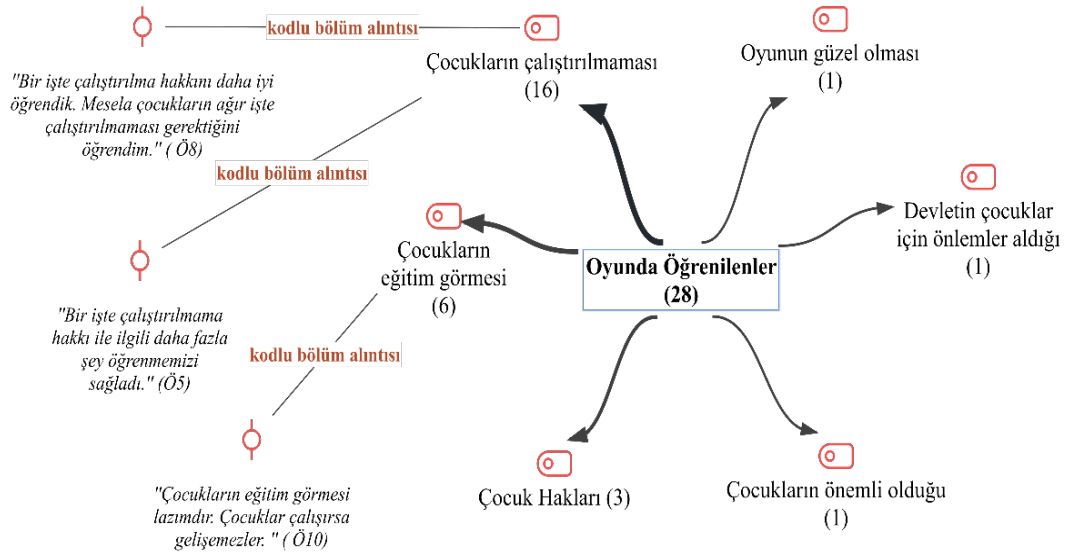 kodlu bölüm alıntısı
Çocukların çalıştırılmaması
(16)
Oyunun güzel olması
(1)
"Bir işte çalıştırılma hakkını daha iyi
öğrendik. Mesela çocukların ağır işte
çalıştırılmaması gerektiğini
öğrendim." ( Ö8)
kodlu bölüm alıntısı
Devletin çocuklar
için önlemler aldığı
(1)
Çocukların
eğitim görmesi
(6)
Oyunda Öğrenilenler
(28)
"Bir işte çalıştırılmama
hakkı ile ilgili daha fazla
şey öğrenmemizi
sağladı." (Ö5)
kodlu bölüm alıntısı
Çocuk Hakları (3)
Çocukların önemli olduğu
(1)
"Çocukların eğitim görmesi
lazımdır. Çocuklar çalışırsa
gelişemezler. " ( Ö10)